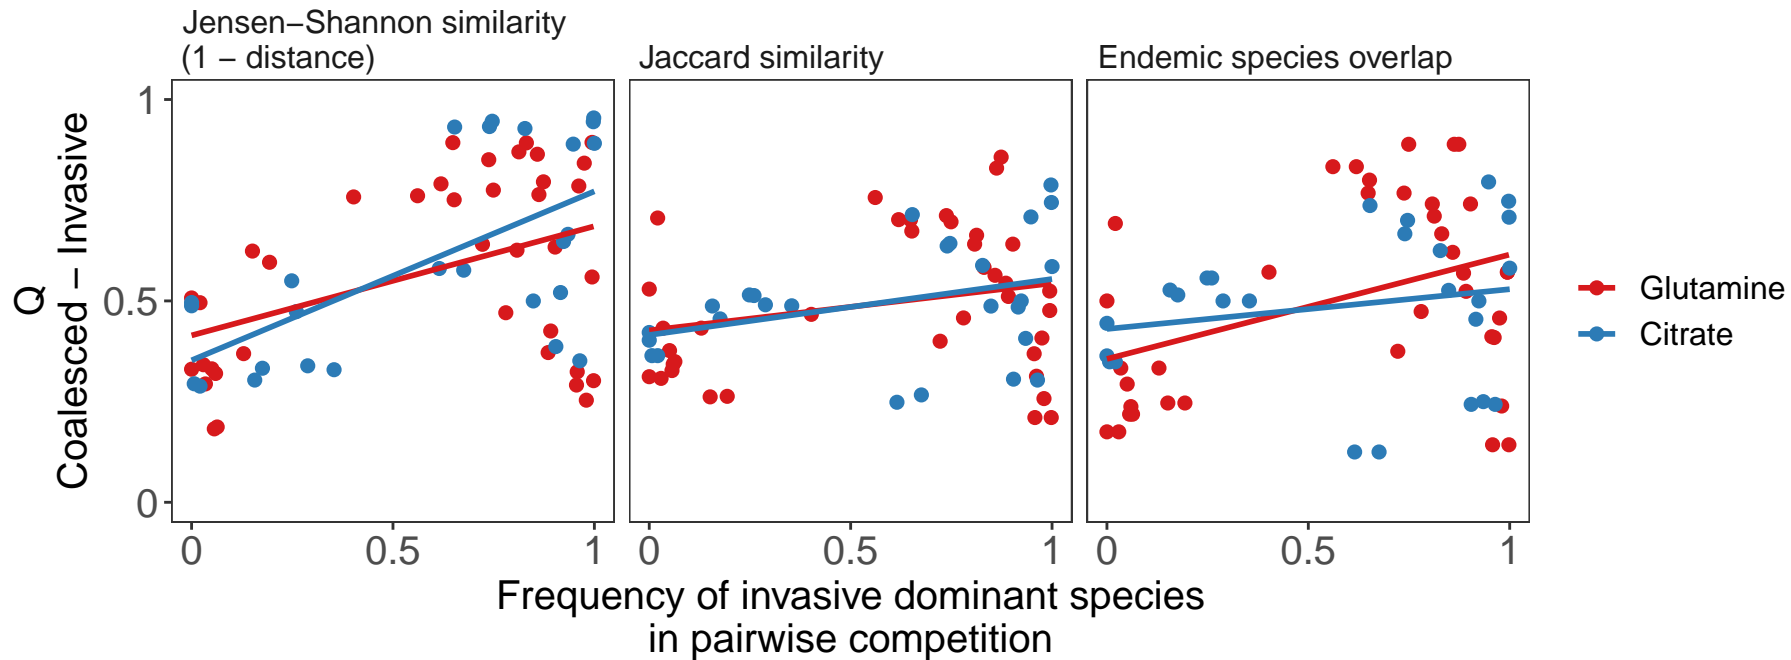 Jensen−Shannon similarity
(1 − distance)
Jaccard similarity
Endemic species overlap
Q
Coalesced − Invasive
1
0.5
0
0 0.5 1
0 0.5 1
0 0.5 1
Frequency of invasive dominant species
in pairwise competition
Glutamine
Citrate